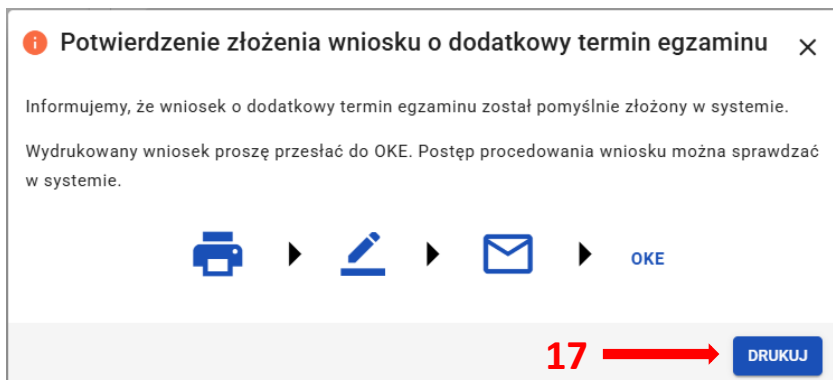 Potwierdzenie złożenia wniosku o dodatkowy termin egzaminu
Informujemy, że wniosek o dodatkowy termin egzaminu został pomyślnie złożony w systemie.
Wydrukowany wniosek proszę przesłać do OKE. Postęp procedowania wniosku można sprawdzać
w systemie.
OKE
17
DRUKUJ